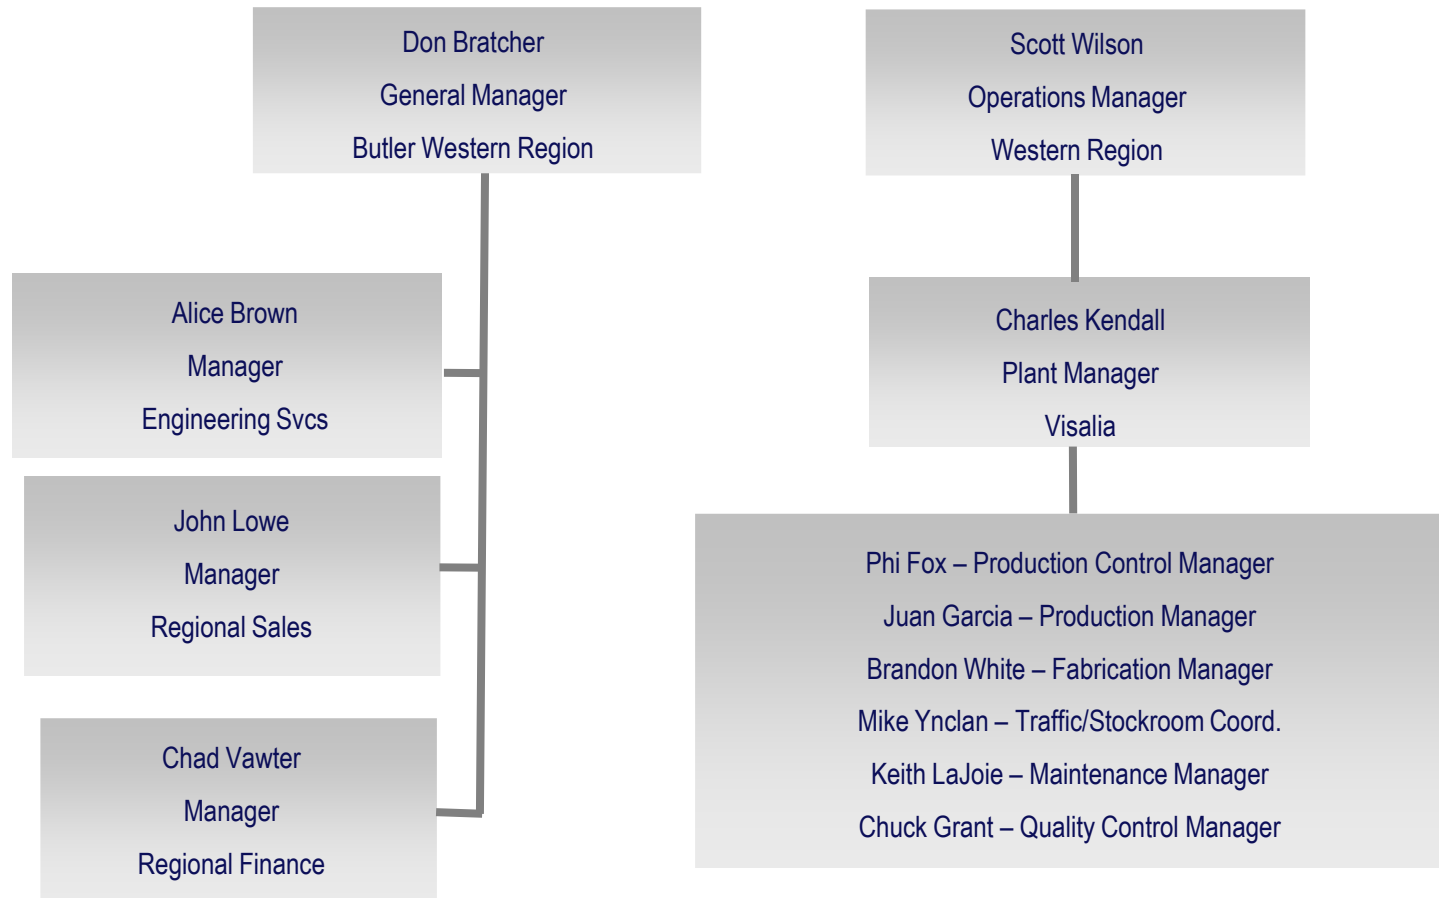 Don Bratcher
General Manager
Butler Western Region
Alice Brown
Manager
Engineering Svcs
John Lowe
Manager
Regional Sales
Chad Vawter
Manager
Regional Finance
Scott Wilson
Operations Manager
Western Region
Charles Kendall
Plant Manager
Visalia
Phi Fox – Production Control Manager
Juan Garcia – Production Manager
Brandon White – Fabrication Manager
Mike Ynclan – Traffic/Stockroom Coord.
Keith LaJoie – Maintenance Manager
Chuck Grant – Quality Control Manager